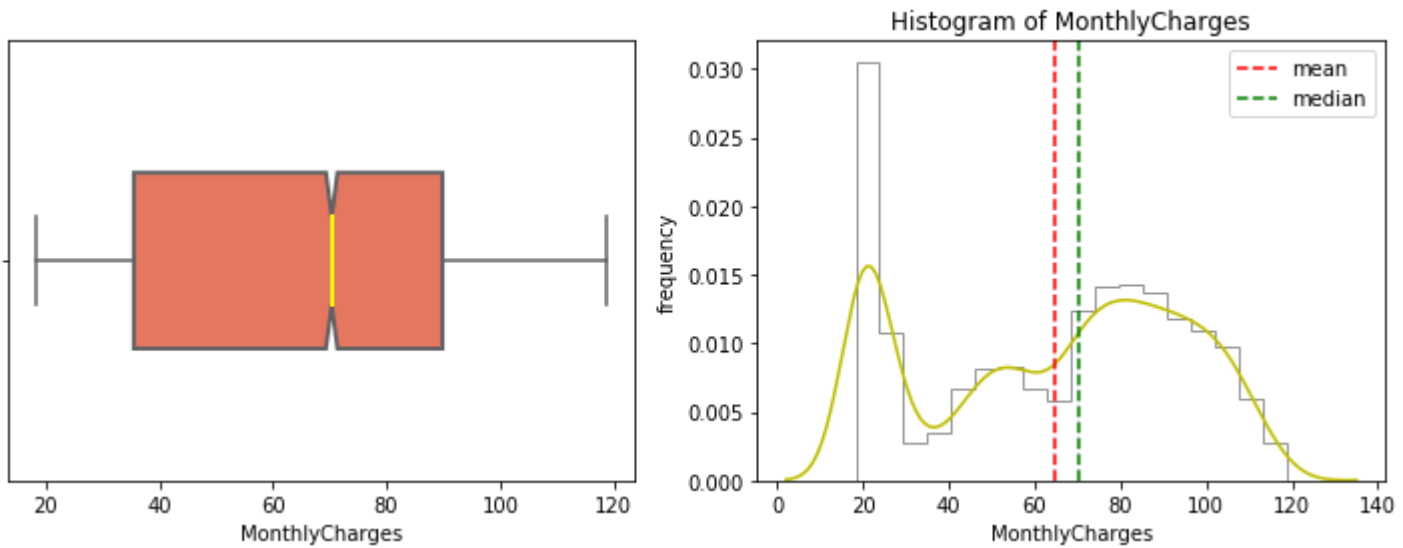 20 40 60 80 100 120
MonthlyCharges
Histogram of MonthlyCharges
mean
median
frequency
0.030
0.025
0.020
0.015
0.010
0.005
0.000
0 20 40 60 80 100 120 140
MonthlyCharges